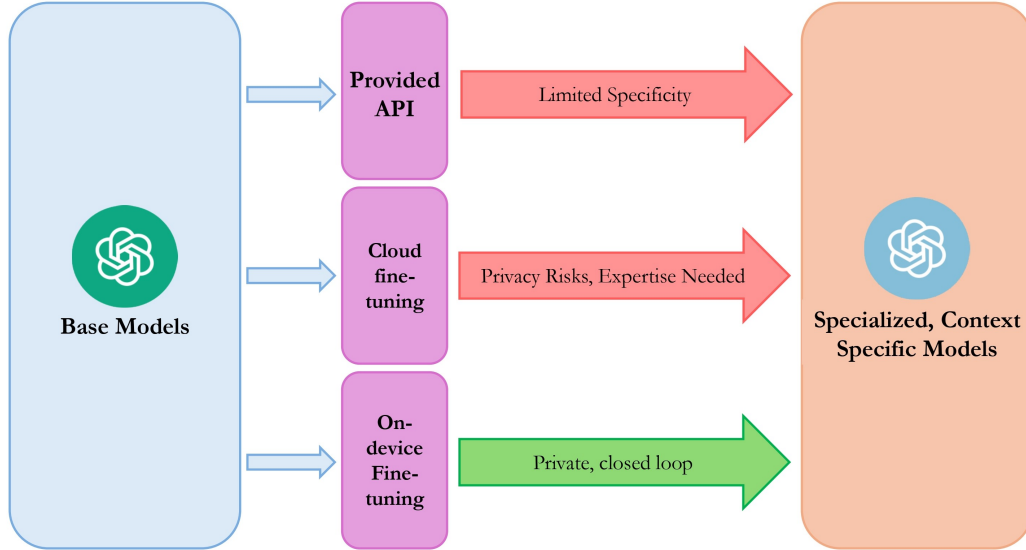 Provided
API
Limited Specificity
Base Models
Cloud
fine-
tuning
Privacy Risks, Expertise Needed
Specialized, Context
Specific Models
On-
device
Fine-
tuning
Private, closed loop